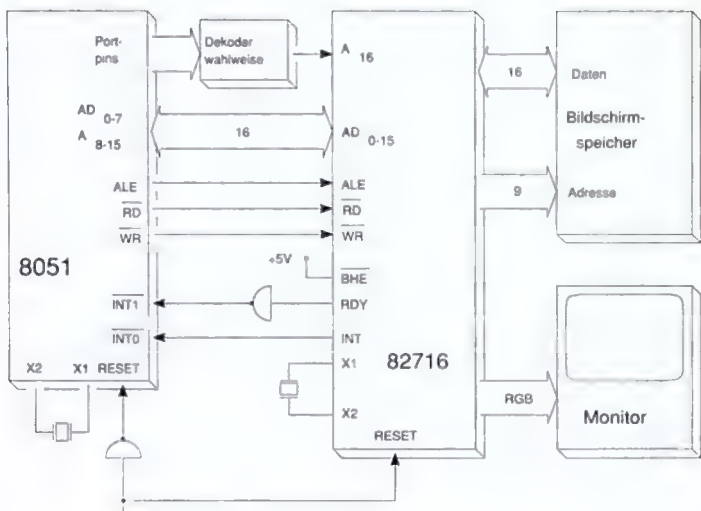 Port-
pins
AD 0-7
A 8-15
ALE
RD
WR
8051
INT1
INT0
X2 X1 RESET
Dekoder
wahlweise
16
A 16
AD 0-15
ALE
RD
WR
+5V
BHE
RDY
INT
X1
82716
X2
RESET
16
9
RGB
Daten
Bildschirm-
speicher
Adresse
Monitor